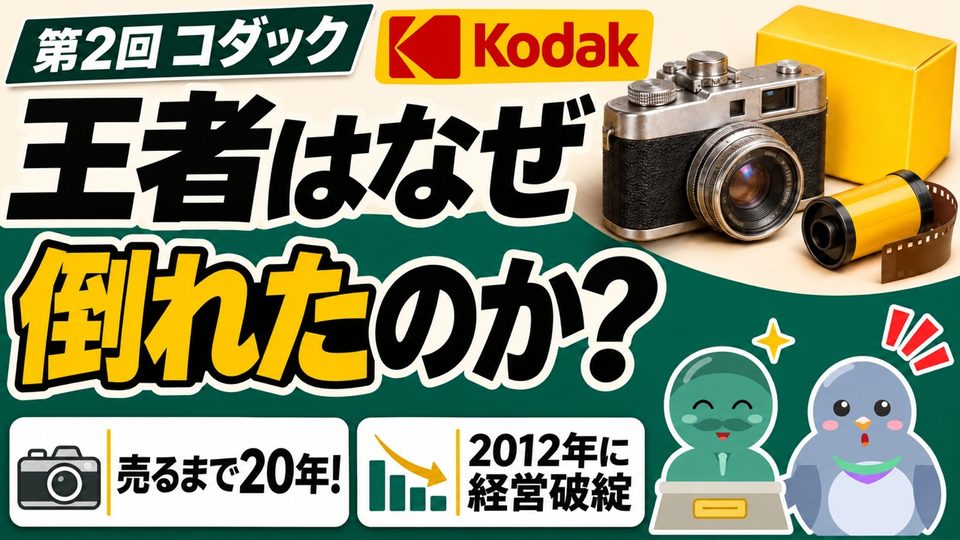 第2回 コダック
Kodak
王者はなぜ
倒れたのか?
売るまで20年!
2012年に
経営破綻